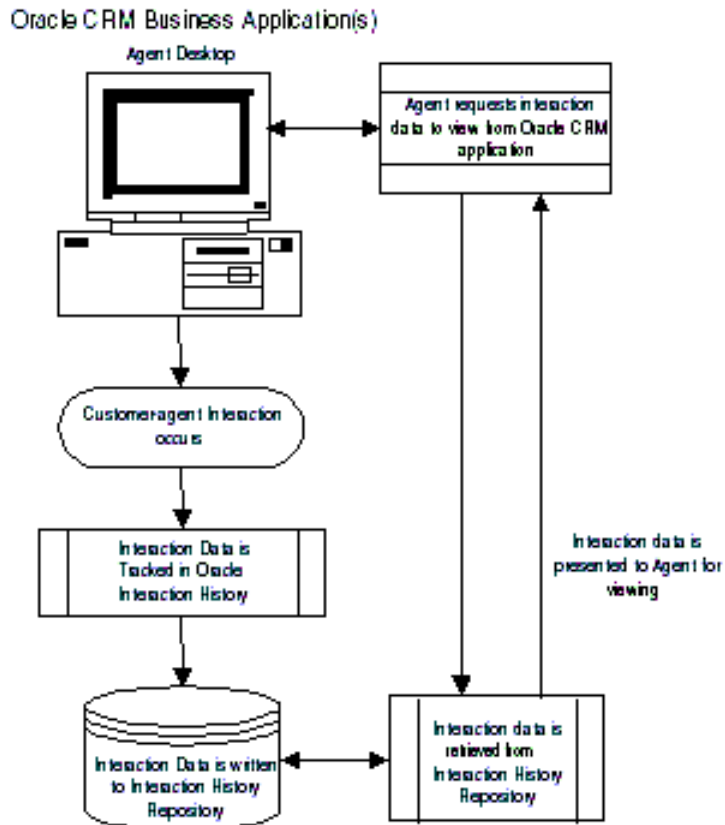 Oracle CRM Business Application(s)
Agent Desktop
Agent requests interaction
data to view from Oracle CRM
application
Customer-agent Interaction
occurs
Interaction Data is
Tracked in Oracle
Interaction History
Interaction data is
presented to Agent for
viewing
Interaction Data is written
to Interaction History
Repository
Interaction data is
retrieved from
Interaction History
Repository